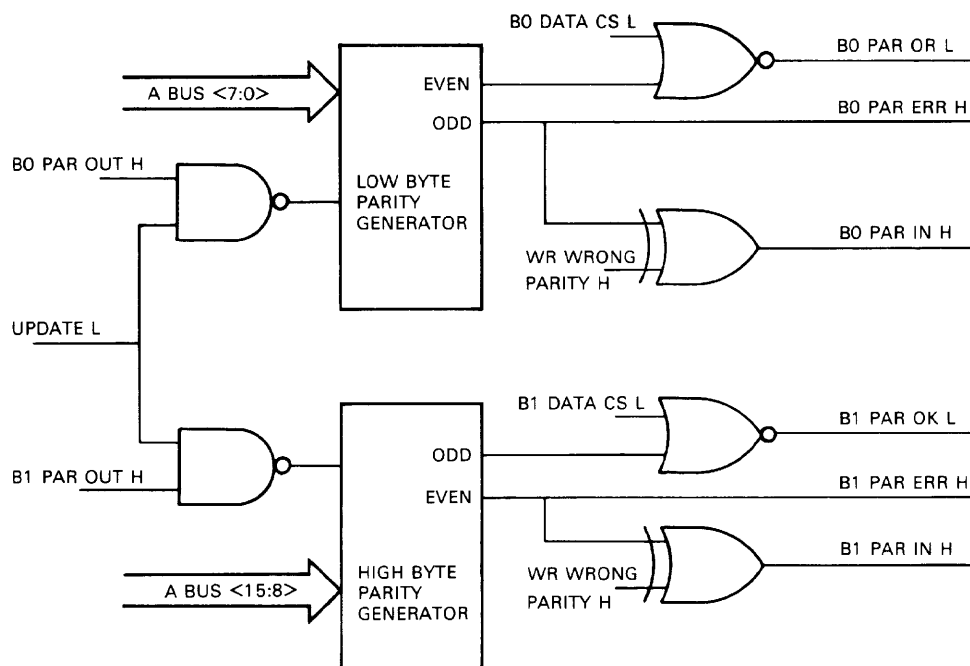 B0 DATA CS L
B0 PAR OR L
A BUS <7:0>
EVEN
B0 PAR ERR H
ODD
B0 PAR OUT H
LOW BYTE
PARITY
GENERATOR
B0 PAR IN H
WR WRONG
PARITY H
UPDATE L
B1 DATA CS L
B1 PAR OK L
ODD
B1 PAR OUT H
EVEN
B1 PAR ERR H
B1 PAR IN H
HIGH BYTE
PARITY
GENERATOR
A BUS <15:8>
WR WRONG
PARITY H